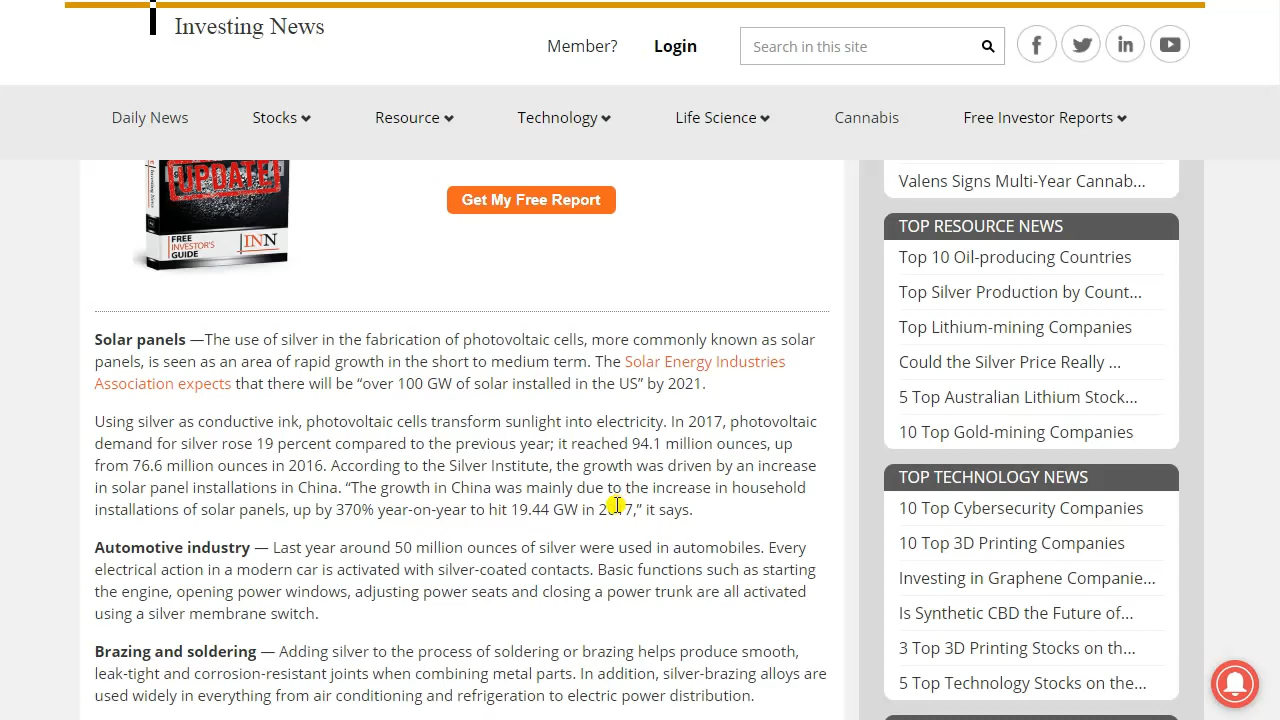 Investing News
Member?
Login
Search in this site
Daily News
Stocks
Resource
Technology
Life Science
Cannabis
Free Investor Reports
UPDATE!
FREE
INVESTOR'S
GUIDE
INN
Get My Free Report
Valens Signs Multi-Year Cannab...
TOP RESOURCE NEWS
Top 10 Oil-producing Countries
Top Silver Production by Count...
Top Lithium-mining Companies
Could the Silver Price Really ...
5 Top Australian Lithium Stock...
10 Top Gold-mining Companies
TOP TECHNOLOGY NEWS
10 Top Cybersecurity Companies
10 Top 3D Printing Companies
Investing in Graphene Companie...
Is Synthetic CBD the Future of...
3 Top 3D Printing Stocks on th...
5 Top Technology Stocks on the...
Solar panels —The use of silver in the fabrication of photovoltaic cells, more commonly known as solar
panels, is seen as an area of rapid growth in the short to medium term. The Solar Energy Industries
Association expects that there will be “over 100 GW of solar installed in the US” by 2021.
Using silver as conductive ink, photovoltaic cells transform sunlight into electricity. In 2017, photovoltaic
demand for silver rose 19 percent compared to the previous year; it reached 94.1 million ounces, up
from 76.6 million ounces in 2016. According to the Silver Institute, the growth was driven by an increase
in solar panel installations in China. “The growth in China was mainly due to the increase in household
installations of solar panels, up by 370% year-on-year to hit 19.44 GW in 2017,” it says.
Automotive industry — Last year around 50 million ounces of silver were used in automobiles. Every
electrical action in a modern car is activated with silver-coated contacts. Basic functions such as starting
the engine, opening power windows, adjusting power seats and closing a power trunk are all activated
using a silver membrane switch.
Brazing and soldering — Adding silver to the process of soldering or brazing helps produce smooth,
leak-tight and corrosion-resistant joints when combining metal parts. In addition, silver-brazing alloys are
used widely in everything from air conditioning and refrigeration to electric power distribution.